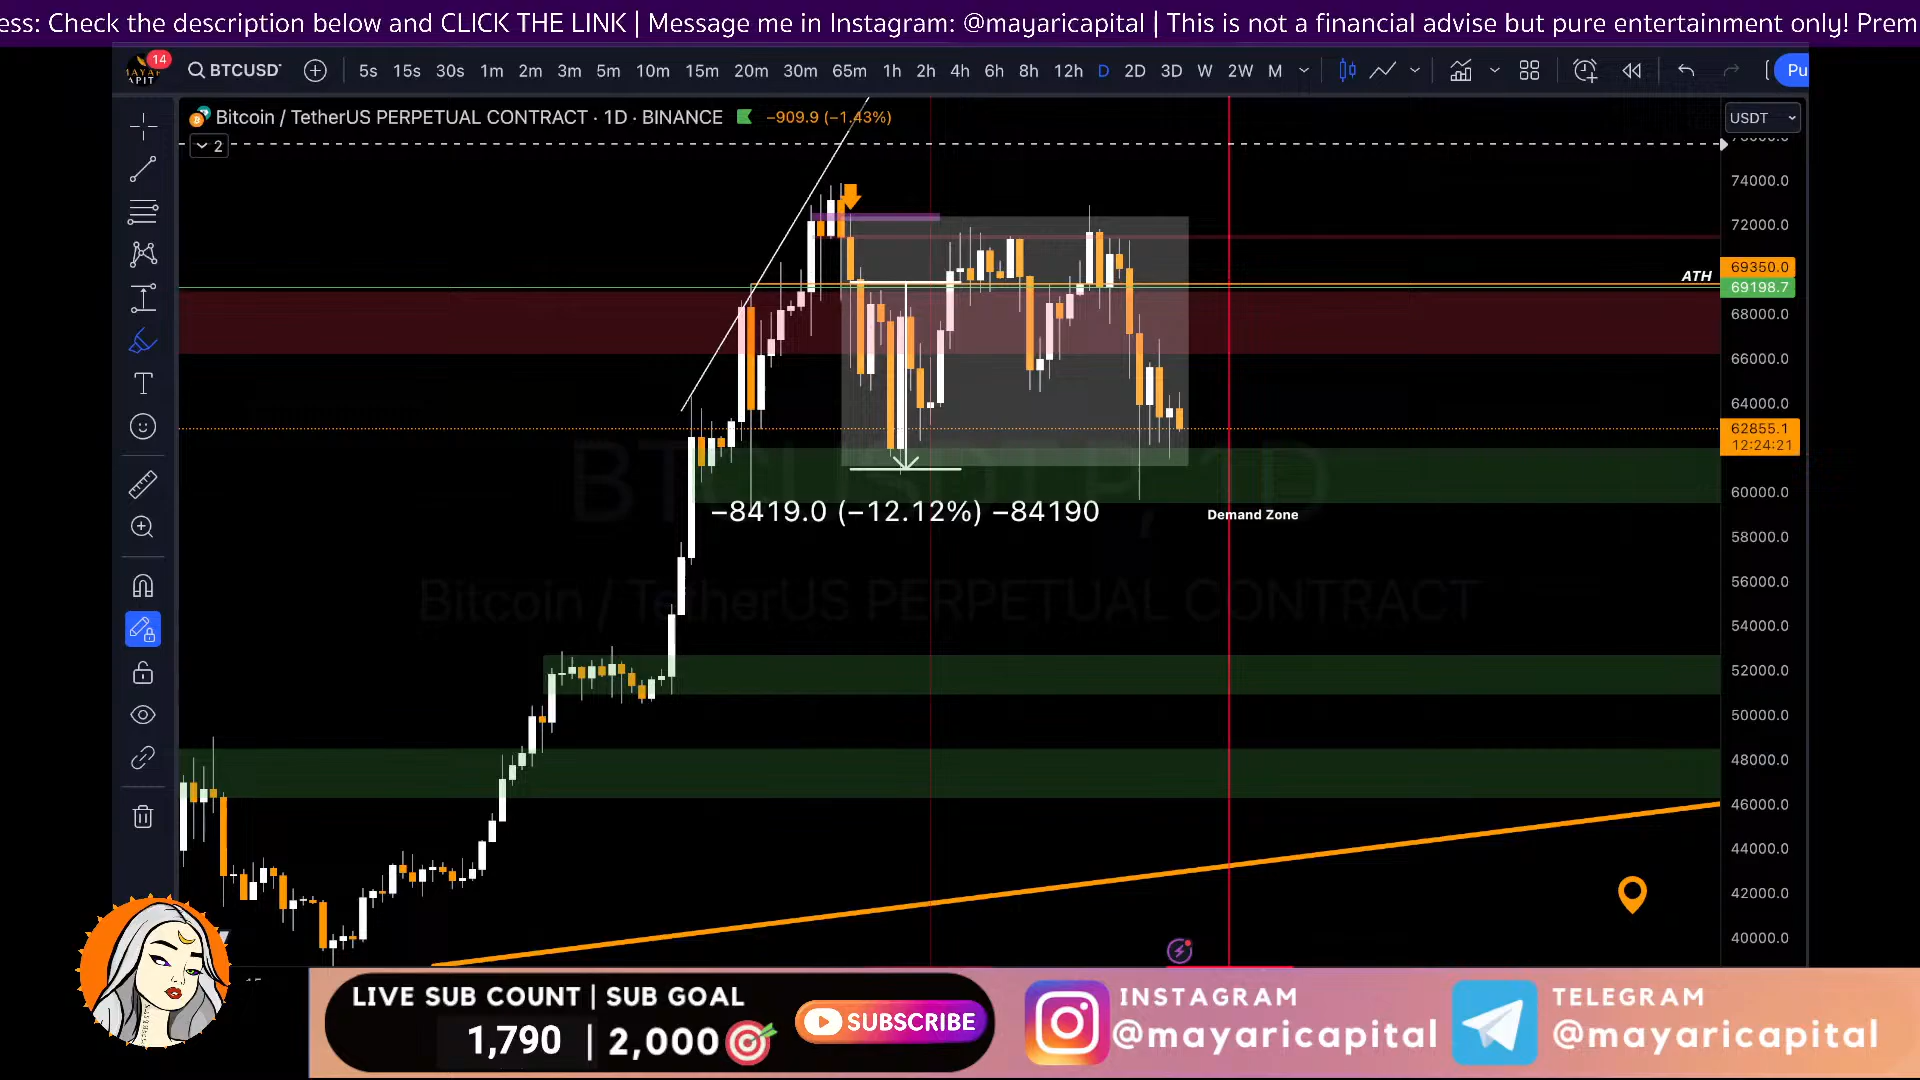 ess: Check the description below and CLICK THE LINK | Message me in Instagram: @mayaricapital | This is not a financial advise but pure entertainment only! Prem
14
BTCUSDT 5s 15s 30s 1m 2m 3m 5m 10m 15m 20m 30m 65m 1h 2h 4h 6h 8h 12h D 2D 3D W 2W M Pu
Bitcoin / TetherUS PERPETUAL CONTRACT · 1D · BINANCE −909.9 (−1.43%)
USDT
2
74000.0
72000.0
ATH
69350.0
69198.7
68000.0
66000.0
64000.0
62855.1
12:24:21
60000.0
−8419.0 (−12.12%) −84190
Demand Zone
58000.0
56000.0
Bitcoin / TetherUS PERPETUAL CONTRACT
54000.0
52000.0
50000.0
48000.0
46000.0
44000.0
42000.0
40000.0
LIVE SUB COUNT | SUB GOAL
1,790 | 2,000
SUBSCRIBE
INSTAGRAM
@mayaricapital
TELEGRAM
@mayaricapital